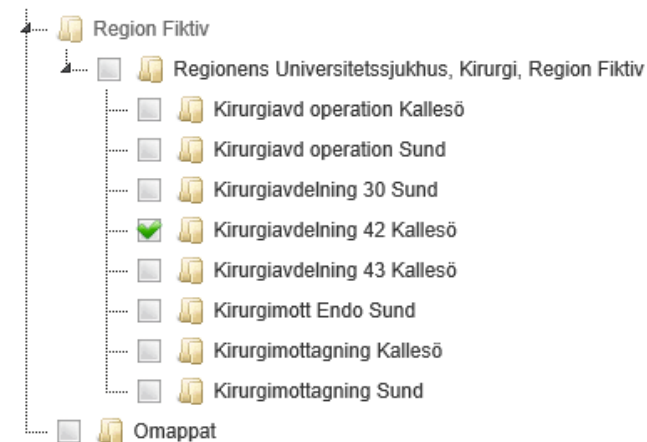 Region Fiktiv
Regionens Universitetssjukhus, Kirurgi, Region Fiktiv
Kirurgiavd operation Kallesö
Kirurgiavd operation Sund
Kirurgiavdelning 30 Sund
Kirurgiavdelning 42 Kallesö
Kirurgiavdelning 43 Kallesö
Kirurgimott Endo Sund
Kirurgimottagning Kallesö
Kirurgimottagning Sund
Omappat